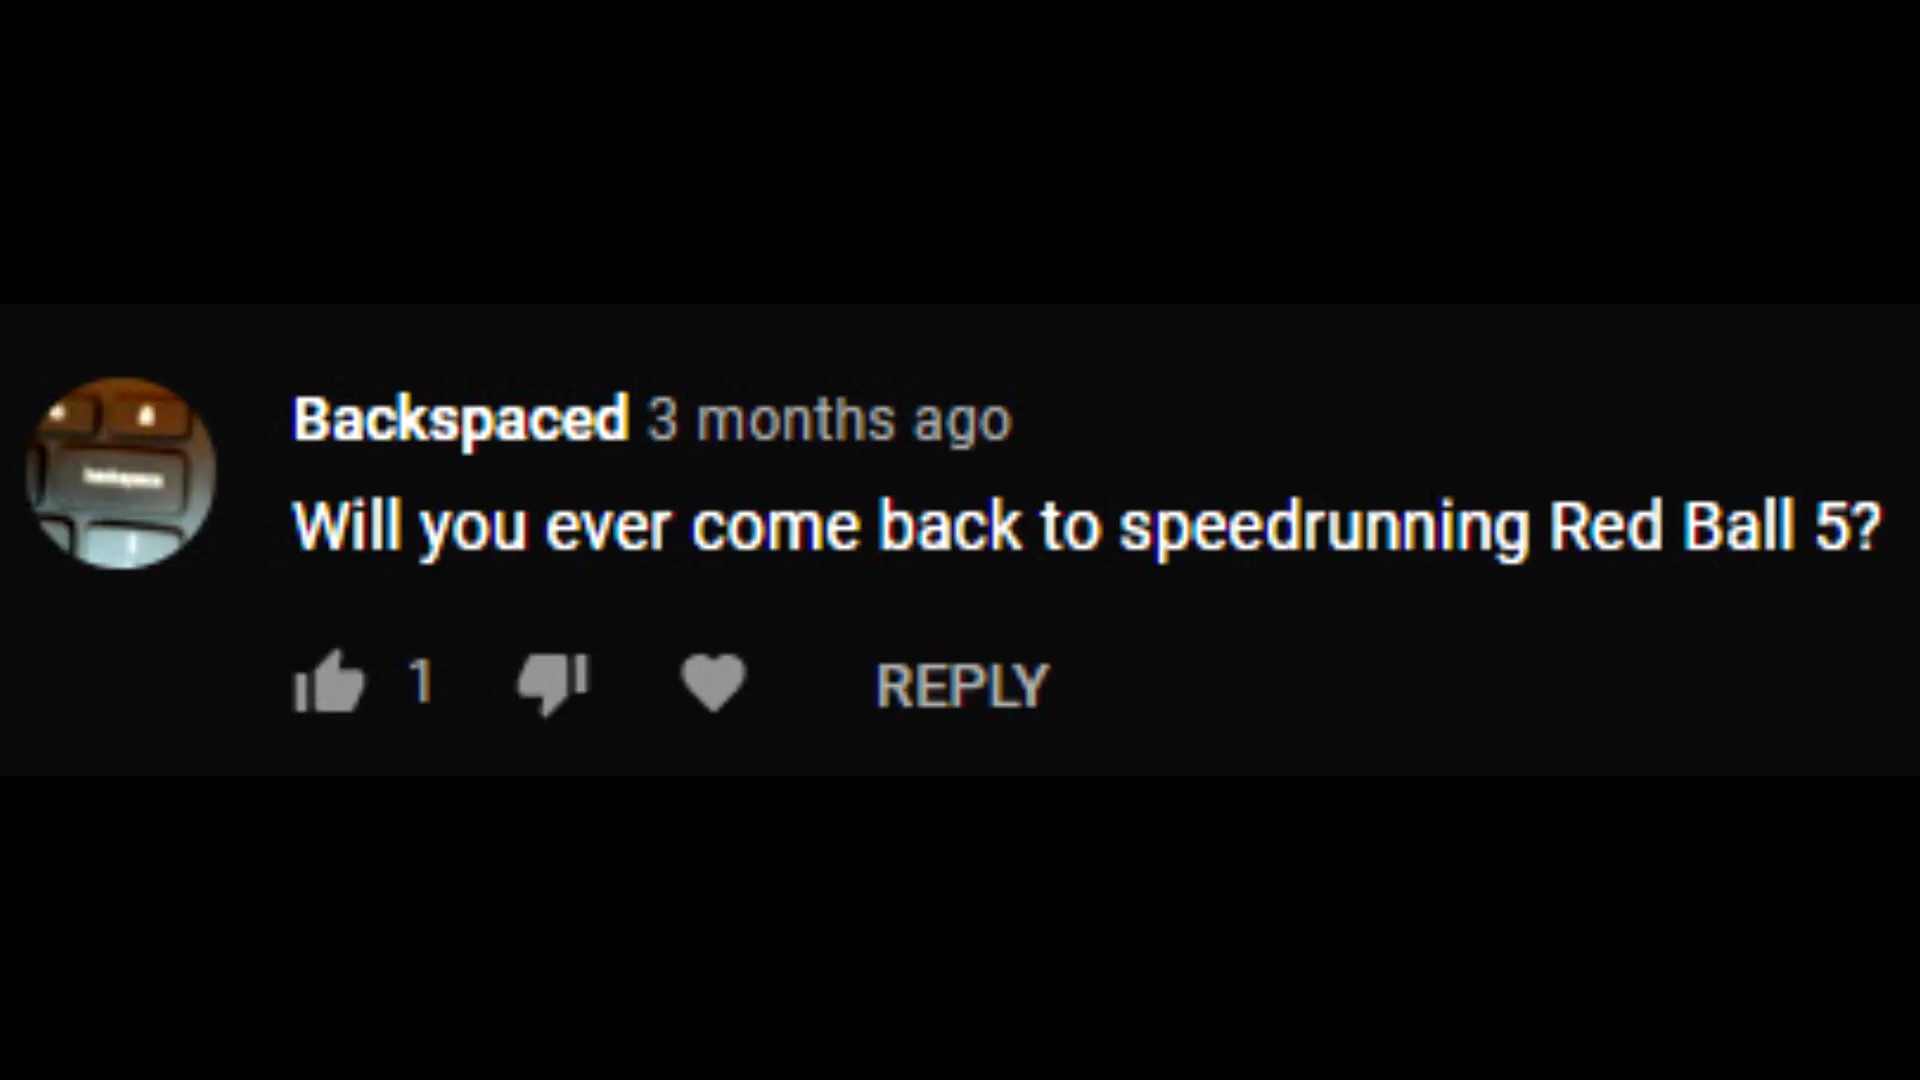 Backspaced 3 months ago
Will you ever come back to speedrunning Red Ball 5?
1 REPLY